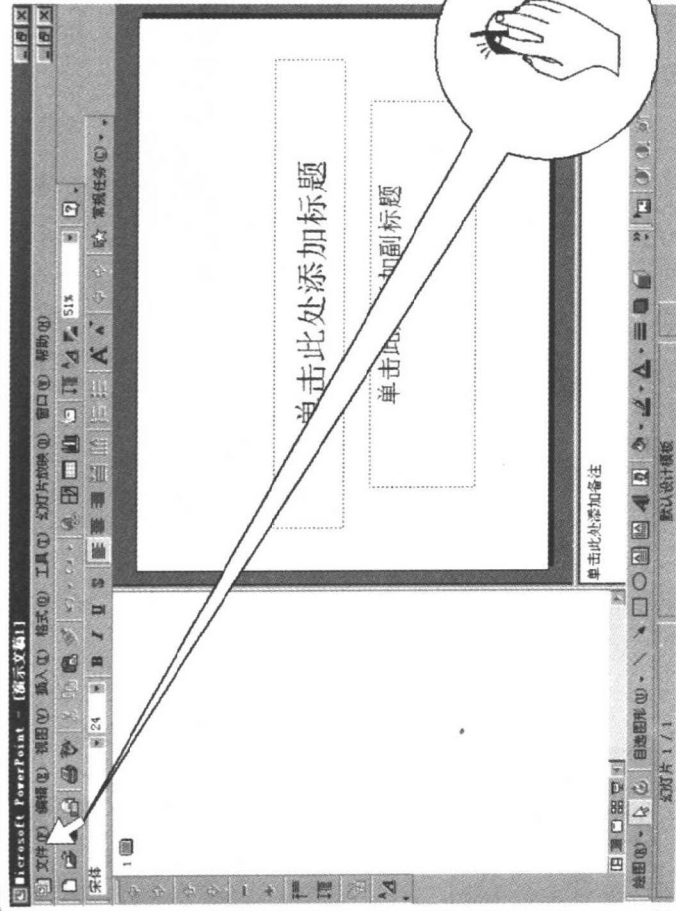 Microsoft PowerPoint - [演示文稿1]
文件(F) 编辑(E) 视图(V) 插入(I) 格式(O) 工具(T) 幻灯片放映(D) 窗口(W) 帮助(H)
51%
宋体 24 B I U S A A 常规任务(C)
1
单击此处添加标题
单击此 加副标题
单击此处添加备注
绘图(R) 自选图形(U)
幻灯片 1 / 1 默认设计模板